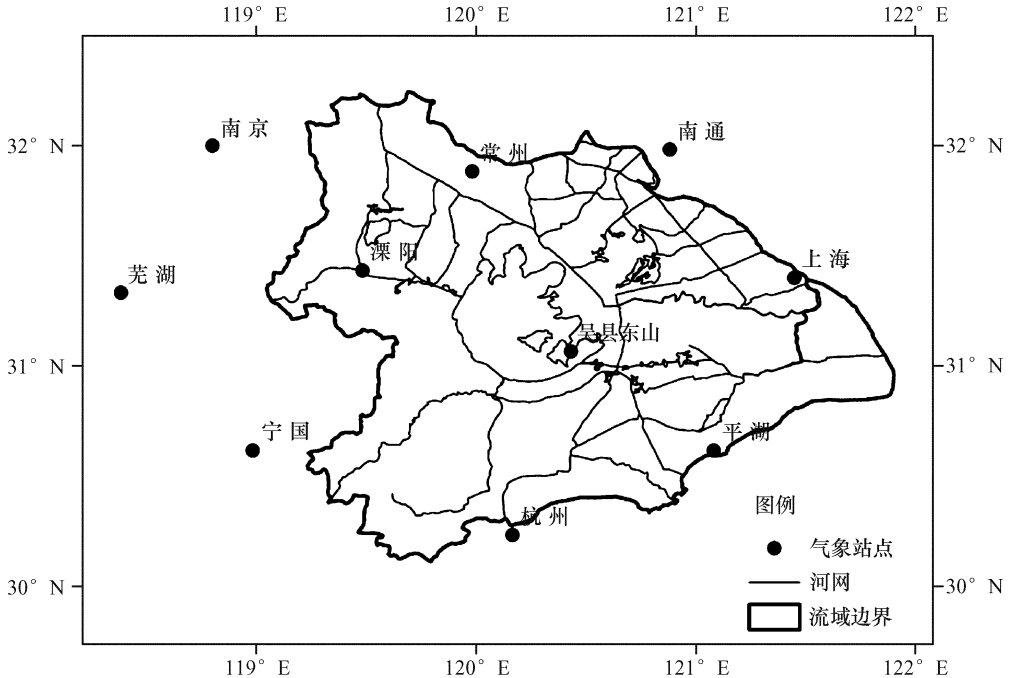 119° E 120° E 121° E 122° E
南京
南通
32° N
32° N
常州
溧阳
上海
芜湖
吴县东山
31° N
31° N
宁国
平湖
图例
杭州
气象站点
30° N
河网
30° N
流域边界
119° E 120° E 121° E 122° E